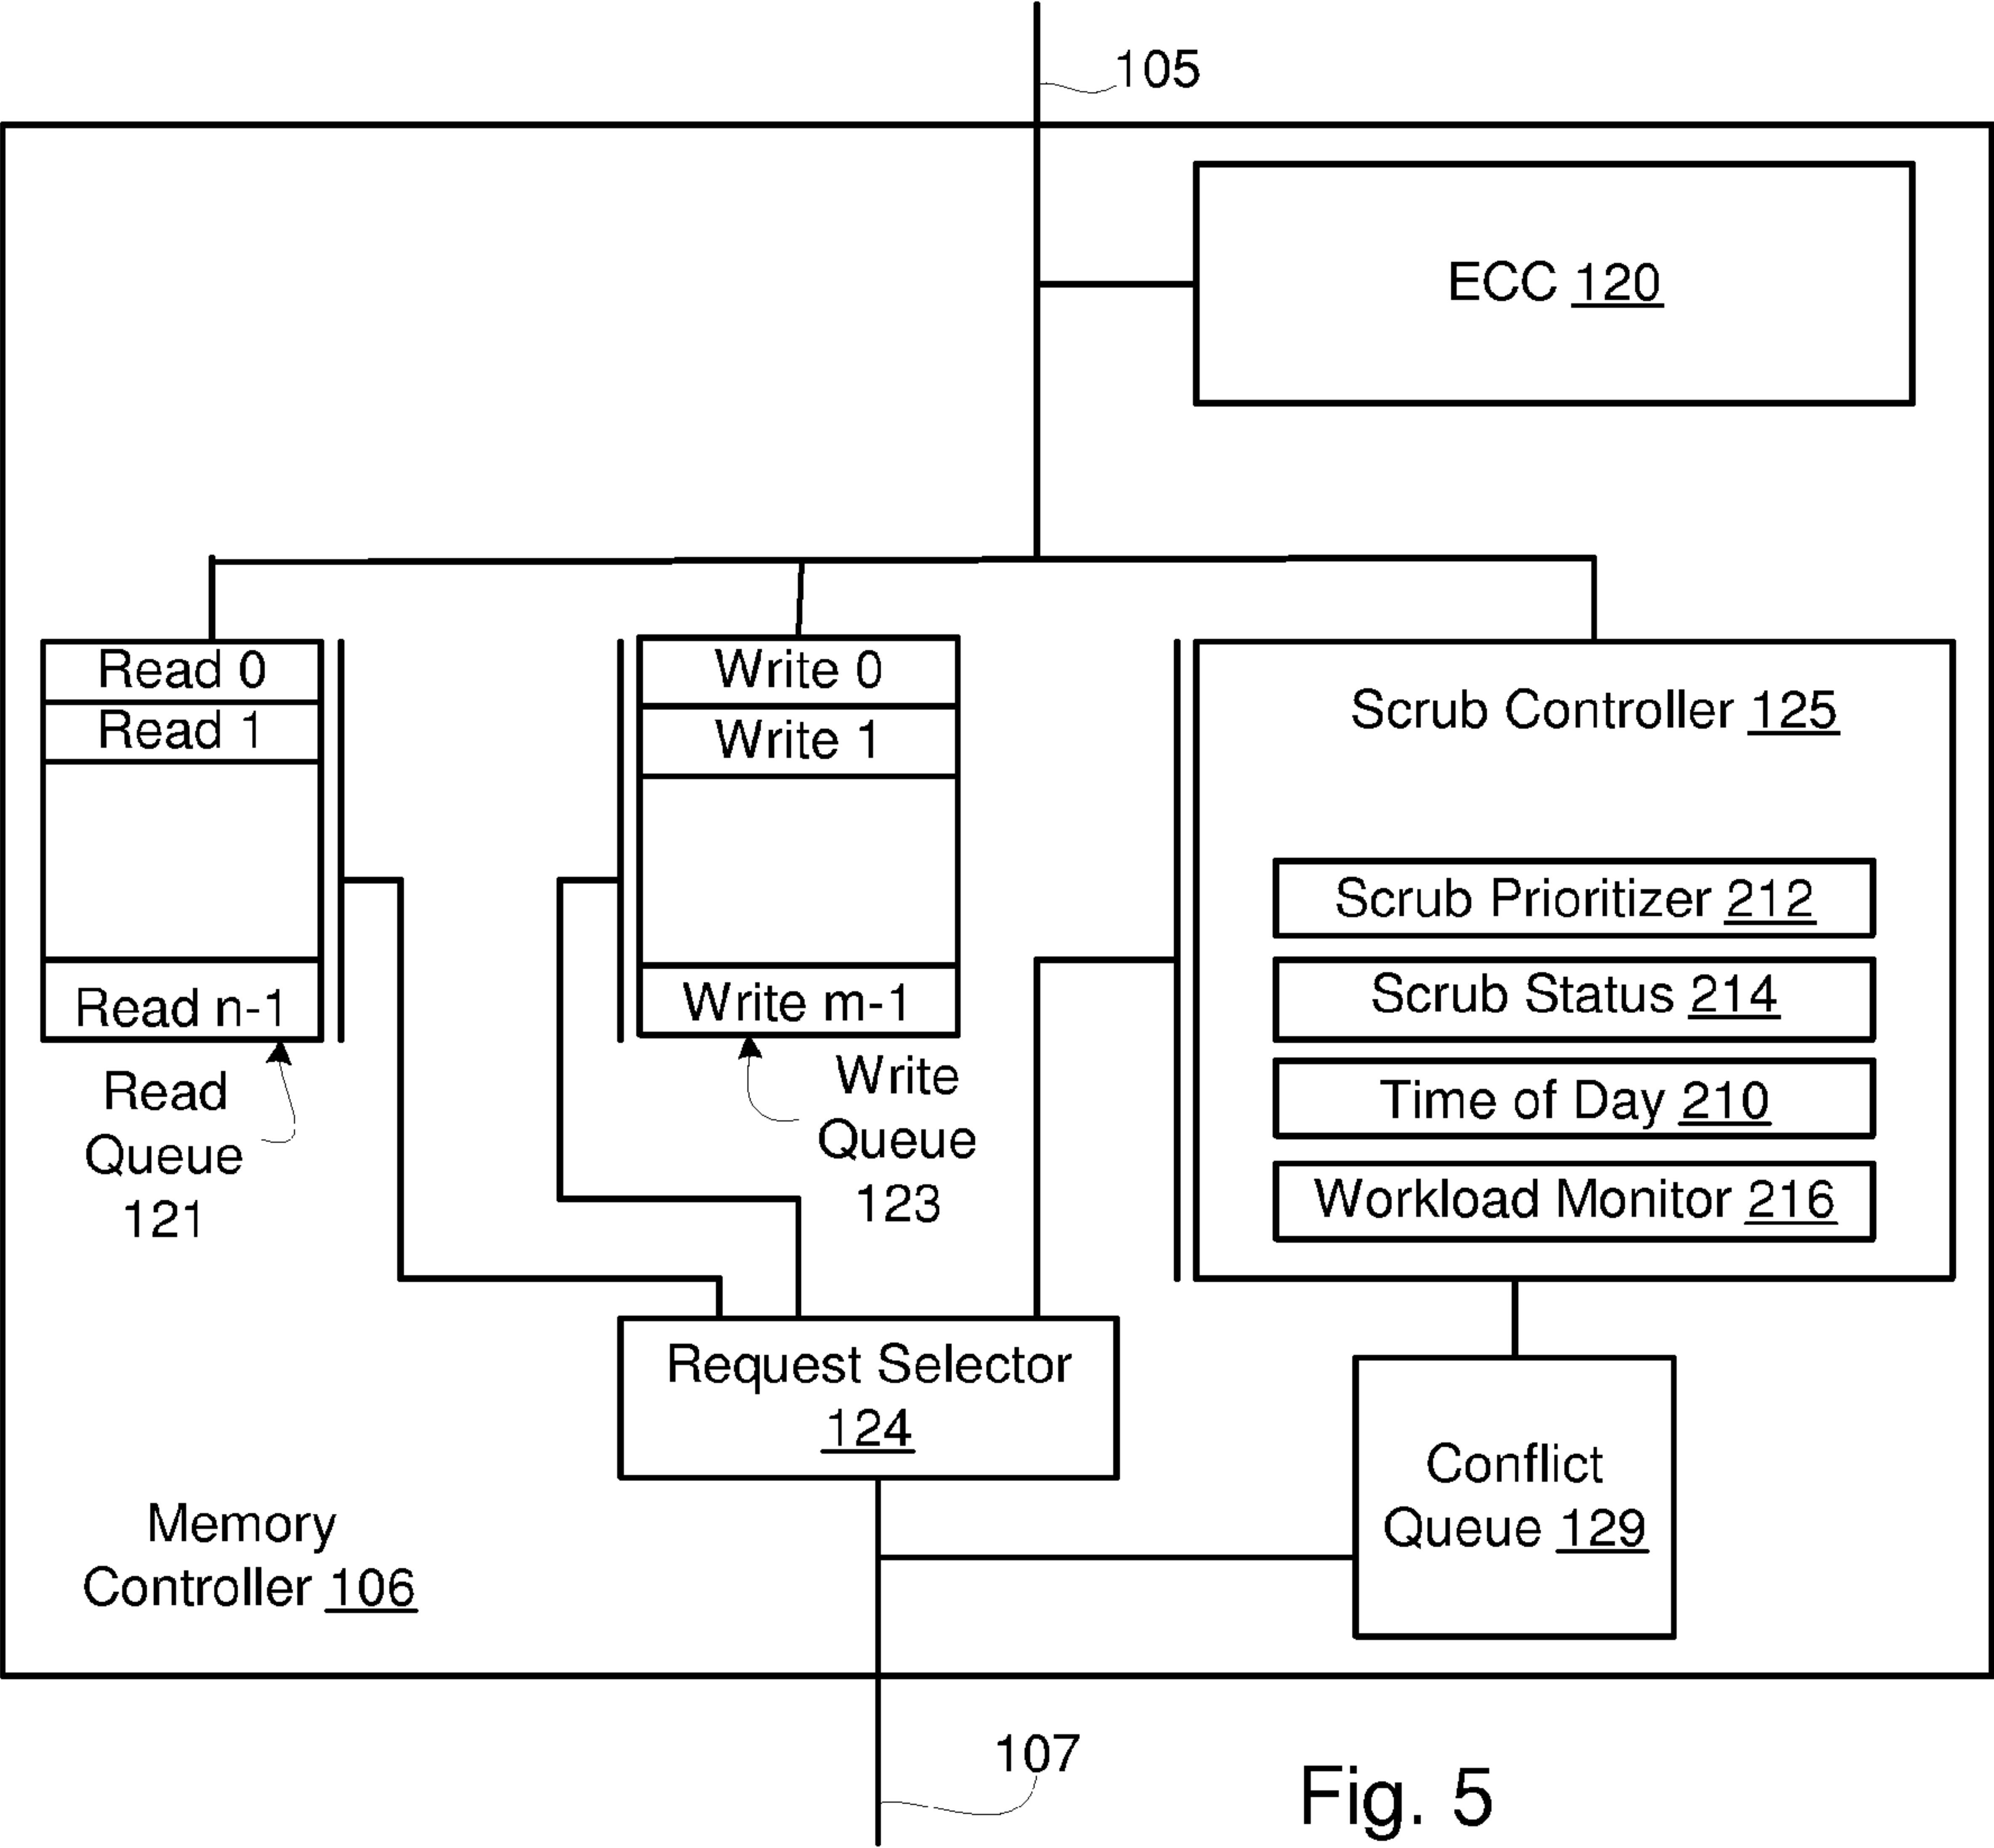 105
ECC 120
Read 0
Read 1
Read n-1
Read
Queue
121
Write 0
Write 1
Write m-1
Write
Queue
123
Scrub Controller 125
Scrub Prioritizer 212
Scrub Status 214
Time of Day 210
Workload Monitor 216
Request Selector
124
Conflict
Queue 129
Memory
Controller 106
107
Fig. 5